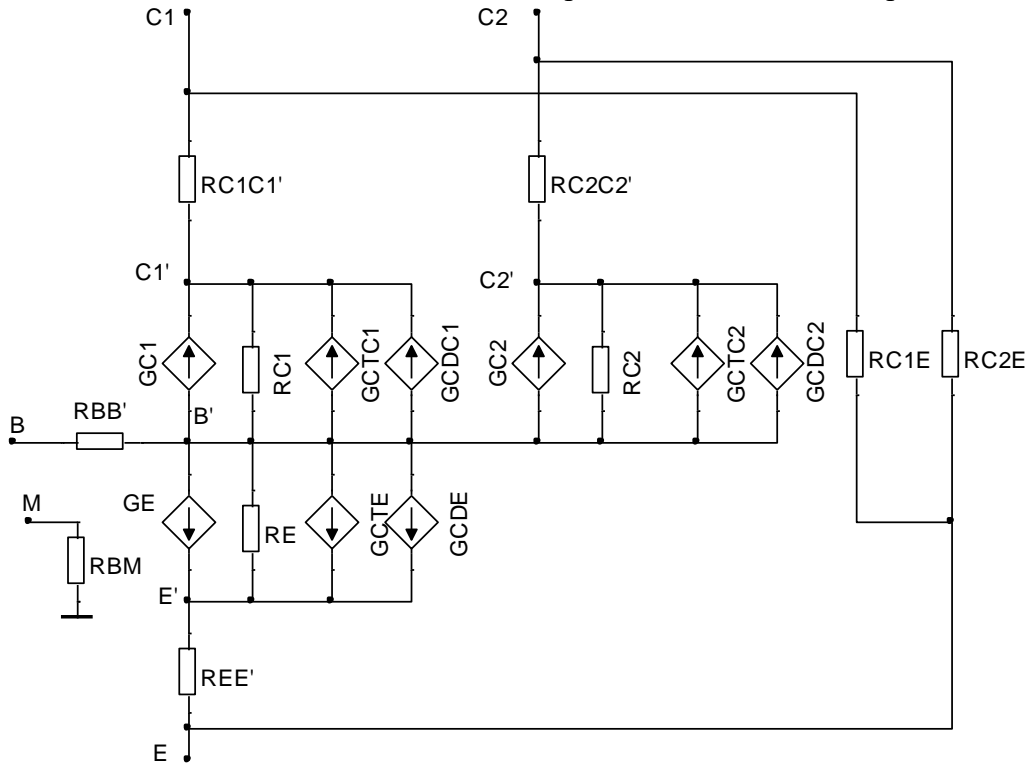 C1
C2
RC1C1'
RC2C2'
C1'
C2'
GC1
RC1
GCTC1
GCDC1
GC2
RC2
GCTC2
GCDC2
RC1E
RC2E
RBB'
B'
B
M
GE
RE
GCTE
GCDE
RBM
E'
REE'
E